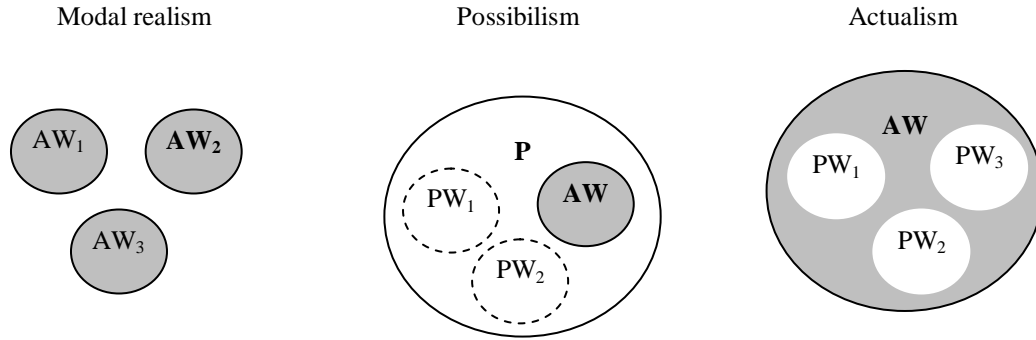 Modal realism
Possibilism
Actualism
AW₁
AW₂
AW₃
P
PW₁
AW
PW₂
AW
PW₁
PW₃
PW₂